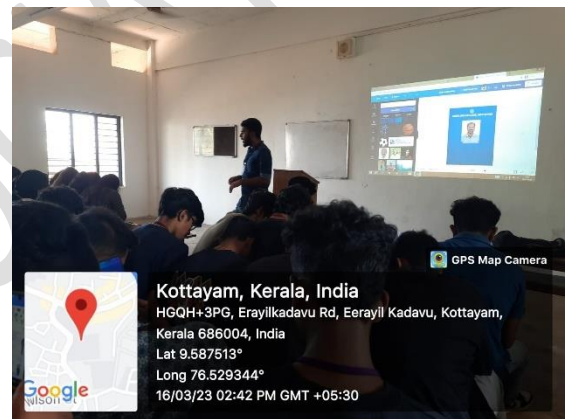 GPS Map Camera
Kottayam, Kerala, India
HGQH+3PG, Erayilkadavu Rd, Eerayil Kadavu, Kottayam,
Kerala 686004, India
Lat 9.587513°
Long 76.529344°
16/03/23 02:42 PM GMT +05:30
Google